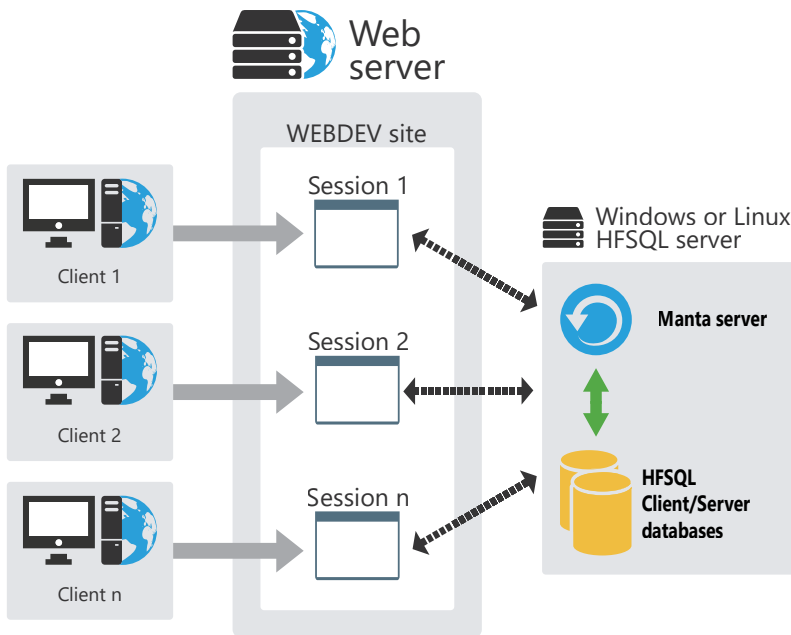 Web
server
WEBDEV site
Session 1
Client 1
Windows or Linux
HFSQL server
Manta server
Session 2
Client 2
HFSQL
Client/Server
databases
Session n
Client n